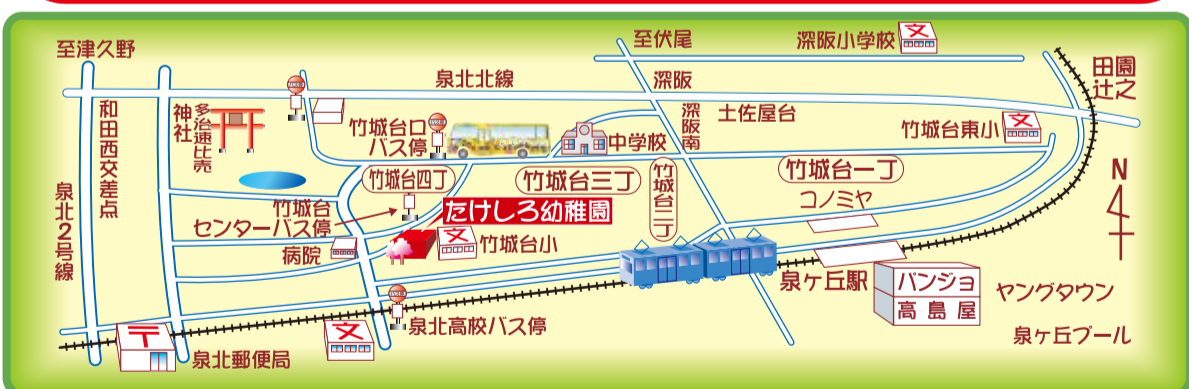 至津久野
至伏尾
深阪小学校
文
泉北北線
深阪
田園
辻之
和田西交差点
多治速比売
神社
竹城台口
バス停
中学校
深阪南
土佐屋台
竹城台東小
文
竹城台四丁
竹城台三丁
竹城台二丁
竹城台一丁
N
泉北2号線
竹城台
センターバス停
たけしろ幼稚園
コノミヤ
病院
文
竹城台小
泉ヶ丘駅
パンジョ
高島屋
ヤングタウン
泉北高校バス停
泉ヶ丘プール
〒
泉北郵便局
文